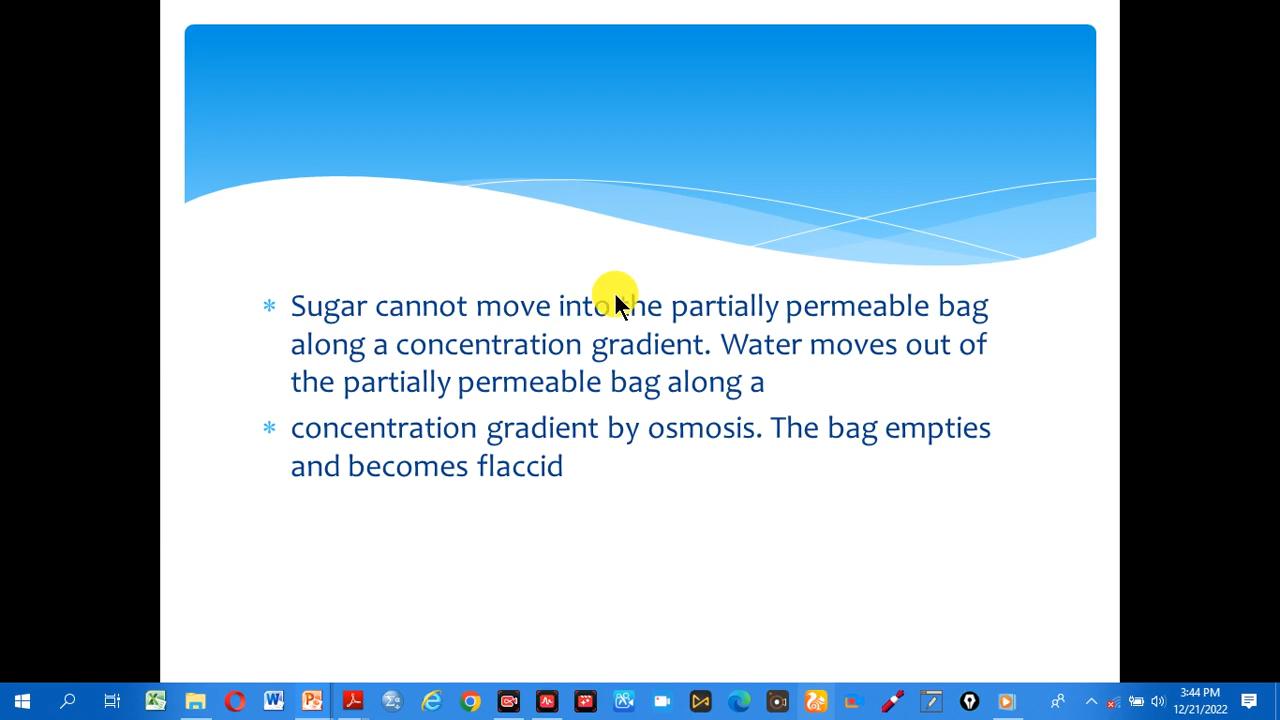 * Sugar cannot move into the partially permeable bag
along a concentration gradient. Water moves out of
the partially permeable bag along a
* concentration gradient by osmosis. The bag empties
and becomes flaccid
3:44 PM
12/21/2022